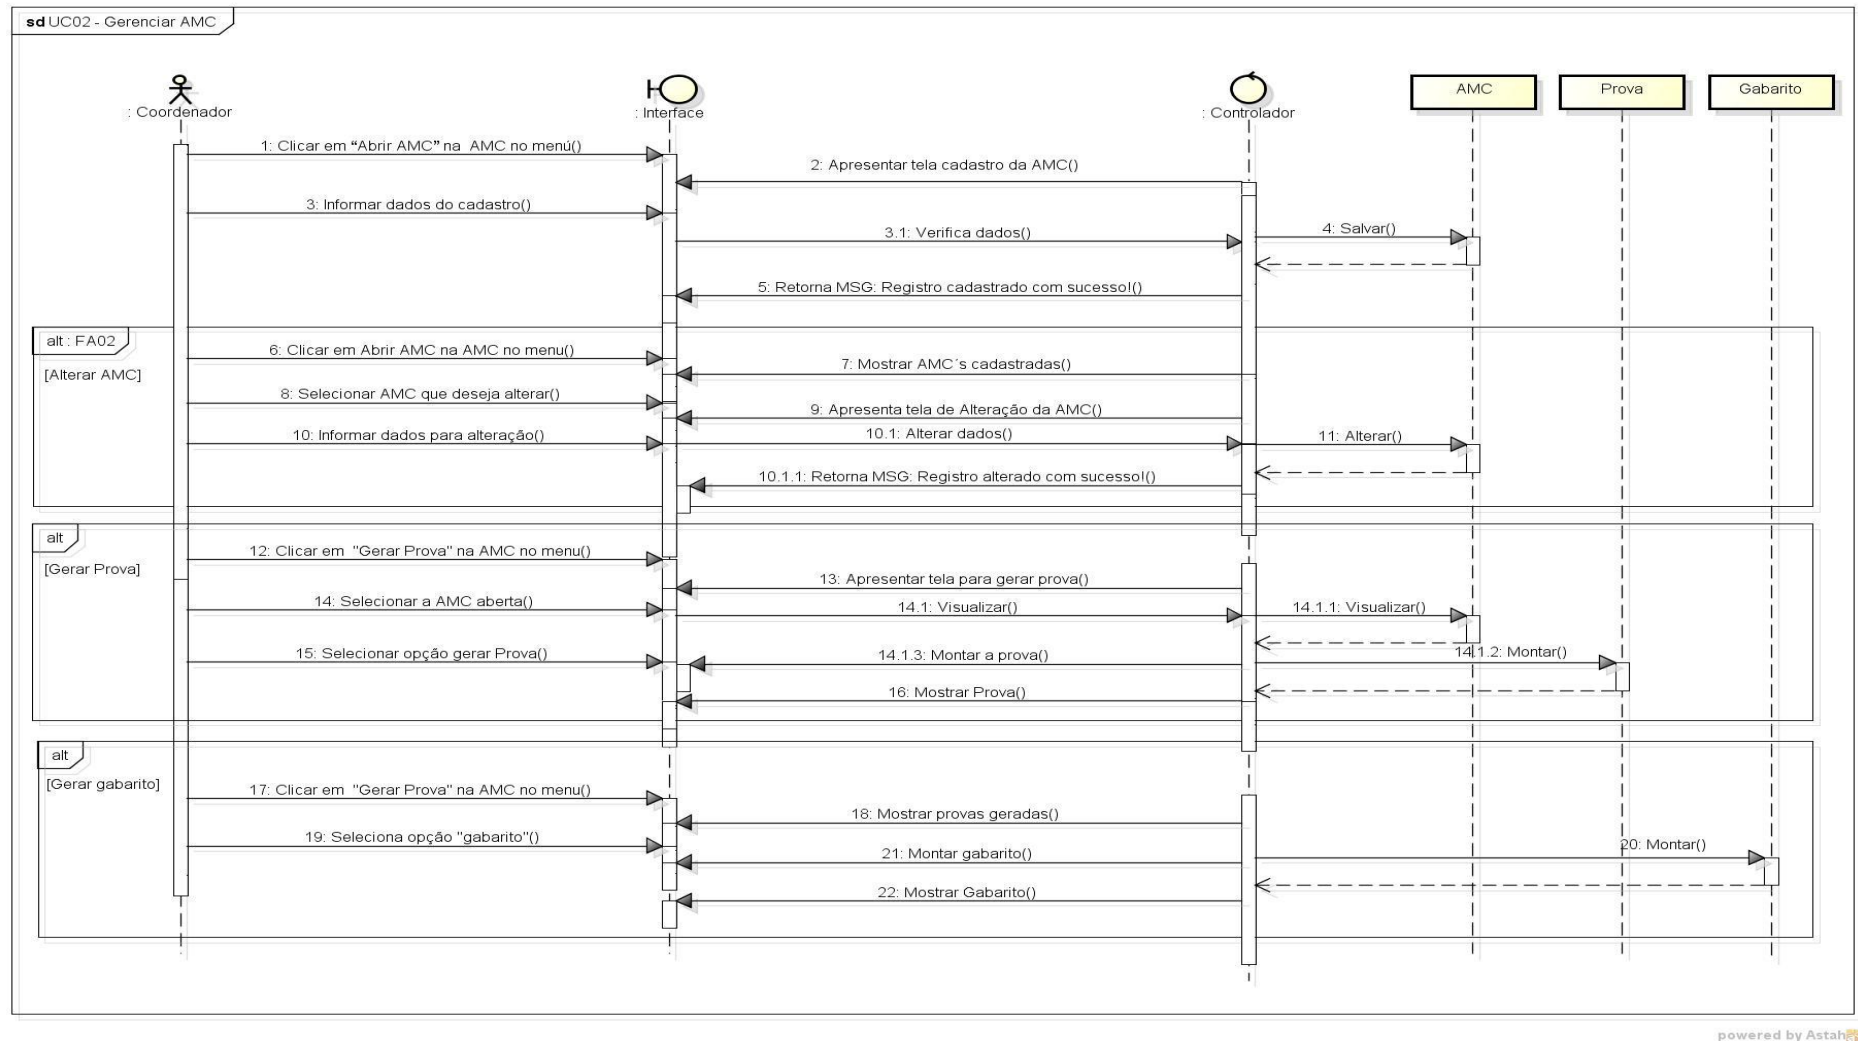 sd UC02 - Gerenciar AMC
: Coordenador
: Interface
: Controlador
AMC
Prova
Gabarito
1: Clicar em “Abrir AMC” na  AMC no menú()
2: Apresentar tela cadastro da AMC()
3: Informar dados do cadastro()
3.1: Verifica dados()
4: Salvar()
5: Retorna MSG: Registro cadastrado com sucesso!()
alt : FA02
[Alterar AMC]
6: Clicar em Abrir AMC na AMC no menu()
7: Mostrar AMC´s cadastradas()
8: Selecionar AMC que deseja alterar()
9: Apresenta tela de Alteração da AMC()
10: Informar dados para alteração()
10.1: Alterar dados()
11: Alterar()
10.1.1: Retorna MSG: Registro alterado com sucesso!()
alt
[Gerar Prova]
12: Clicar em  "Gerar Prova" na AMC no menu()
13: Apresentar tela para gerar prova()
14: Selecionar a AMC aberta()
14.1: Visualizar()
14.1.1: Visualizar()
15: Selecionar opção gerar Prova()
14.1.3: Montar a prova()
14.1.2: Montar()
16: Mostrar Prova()
alt
[Gerar gabarito]
17: Clicar em  "Gerar Prova" na AMC no menu()
18: Mostrar provas geradas()
19: Seleciona opção "gabarito"()
20: Montar()
21: Montar gabarito()
22: Mostrar Gabarito()
powered by Astah